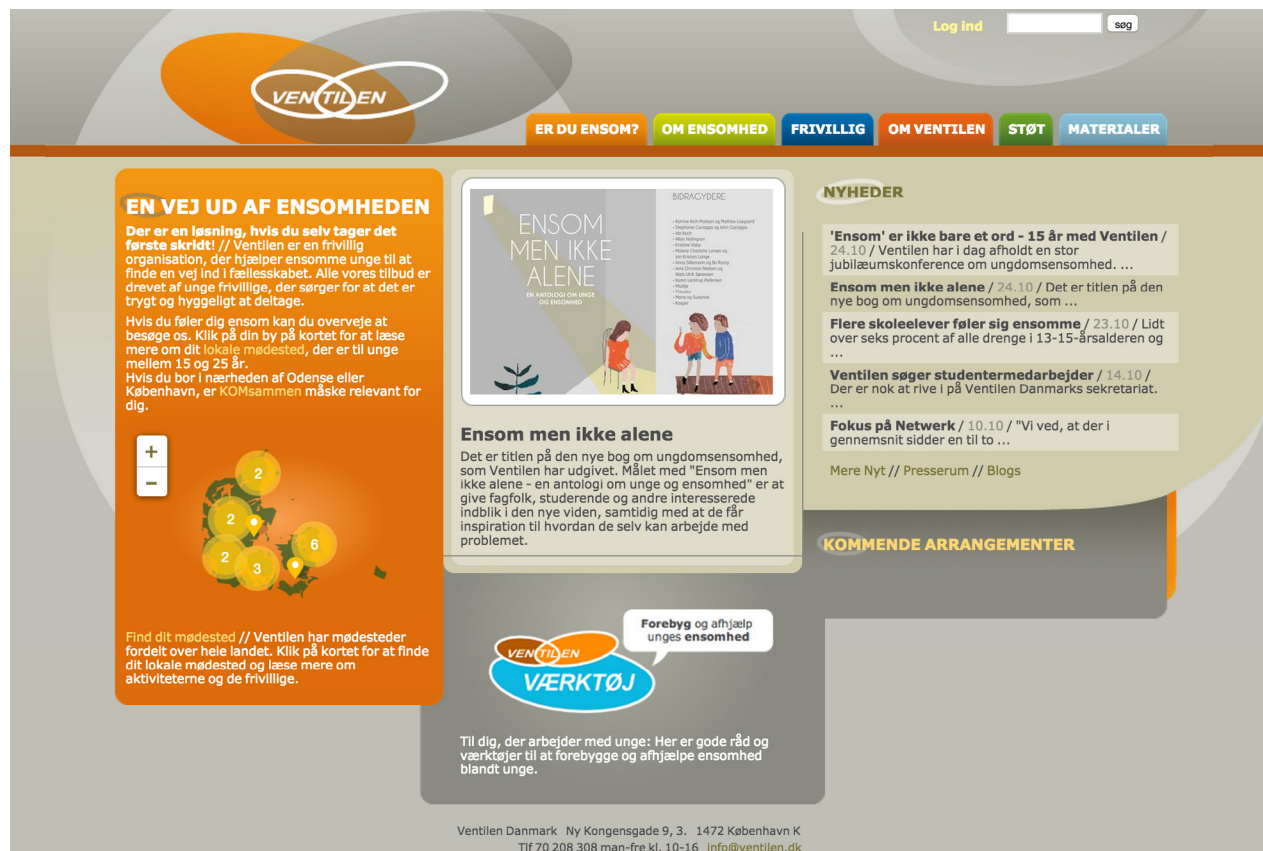 Log ind
søg
VENTILEN
ER DU ENSOM?
OM ENSOMHED
FRIVILLIG
OM VENTILEN
STØT
MATERIALER
EN VEJ UD AF ENSOMHEDEN
Der er en løsning, hvis du selv tager det
første skridt! // Ventilen er en frivillig
organisation, der hjælper ensomme unge til at
finde en vej ind i fællesskabet. Alle vores tilbud er
drevet af unge frivillige, der sørger for at det er
trygt og hyggeligt at deltage.
Hvis du føler dig ensom kan du overveje at
besøge os. Klik på din by på kortet for at læse
mere om dit lokale mødested, der er til unge
mellem 15 og 25 år.
Hvis du bor i nærheden af Odense eller
København, er KOMsammen måske relevant for
dig.
+
−
2
2
6
2
3
Find dit mødested // Ventilen har mødesteder
fordelt over hele landet. Klik på kortet for at finde
dit lokale mødested og læse mere om
aktiviteterne og de frivillige.
ENSOM
MEN IKKE
ALENE
EN ANTOLOGI OM UNGE
OG ENSOMHED
BIDRAGYDERE
Ensom men ikke alene
Det er titlen på den nye bog om ungdomsensomhed,
som Ventilen har udgivet. Målet med "Ensom men
ikke alene - en antologi om unge og ensomhed" er at
give fagfolk, studerende og andre interesserede
indblik i den nye viden, samtidig med at de får
inspiration til hvordan de selv kan arbejde med
problemet.
Forebyg og afhjælp
unges ensomhed
VENTILEN
VÆRKTØJ
Til dig, der arbejder med unge: Her er gode råd og
værktøjer til at forebygge og afhjælpe ensomhed
blandt unge.
NYHEDER
'Ensom' er ikke bare et ord - 15 år med Ventilen /
24.10 / Ventilen har i dag afholdt en stor
jubilæumskonference om ungdomsensomhed. ...
Ensom men ikke alene / 24.10 / Det er titlen på den
nye bog om ungdomsensomhed, som ...
Flere skoleelever føler sig ensomme / 23.10 / Lidt
over seks procent af alle drenge i 13-15-årsalderen og
...
Ventilen søger studentermedarbejder / 14.10 /
Der er nok at rive i på Ventilen Danmarks sekretariat.
...
Fokus på Netwerk / 10.10 / "Vi ved, at der i
gennemsnit sidder en til to ...
Mere Nyt // Presserum // Blogs
KOMMENDE ARRANGEMENTER
Ventilen Danmark Ny Kongensgade 9, 3. 1472 København K
Tlf 70 208 308 man-fre kl. 10-16 info@ventilen.dk